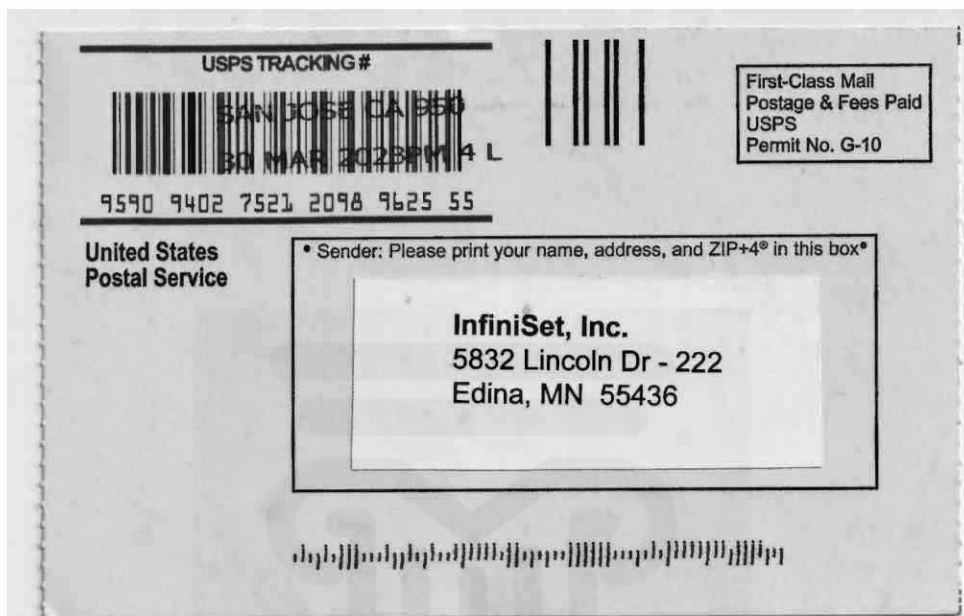 USPS TRACKING #
SAN JOSE CA 950
30 MAR 2023PM 4 L
9590 9402 7521 2098 9625 55
First-Class Mail
Postage & Fees Paid
USPS
Permit No. G-10
United States
Postal Service
• Sender: Please print your name, address, and ZIP+4® in this box•
InfiniSet, Inc.
5832 Lincoln Dr - 222
Edina, MN 55436